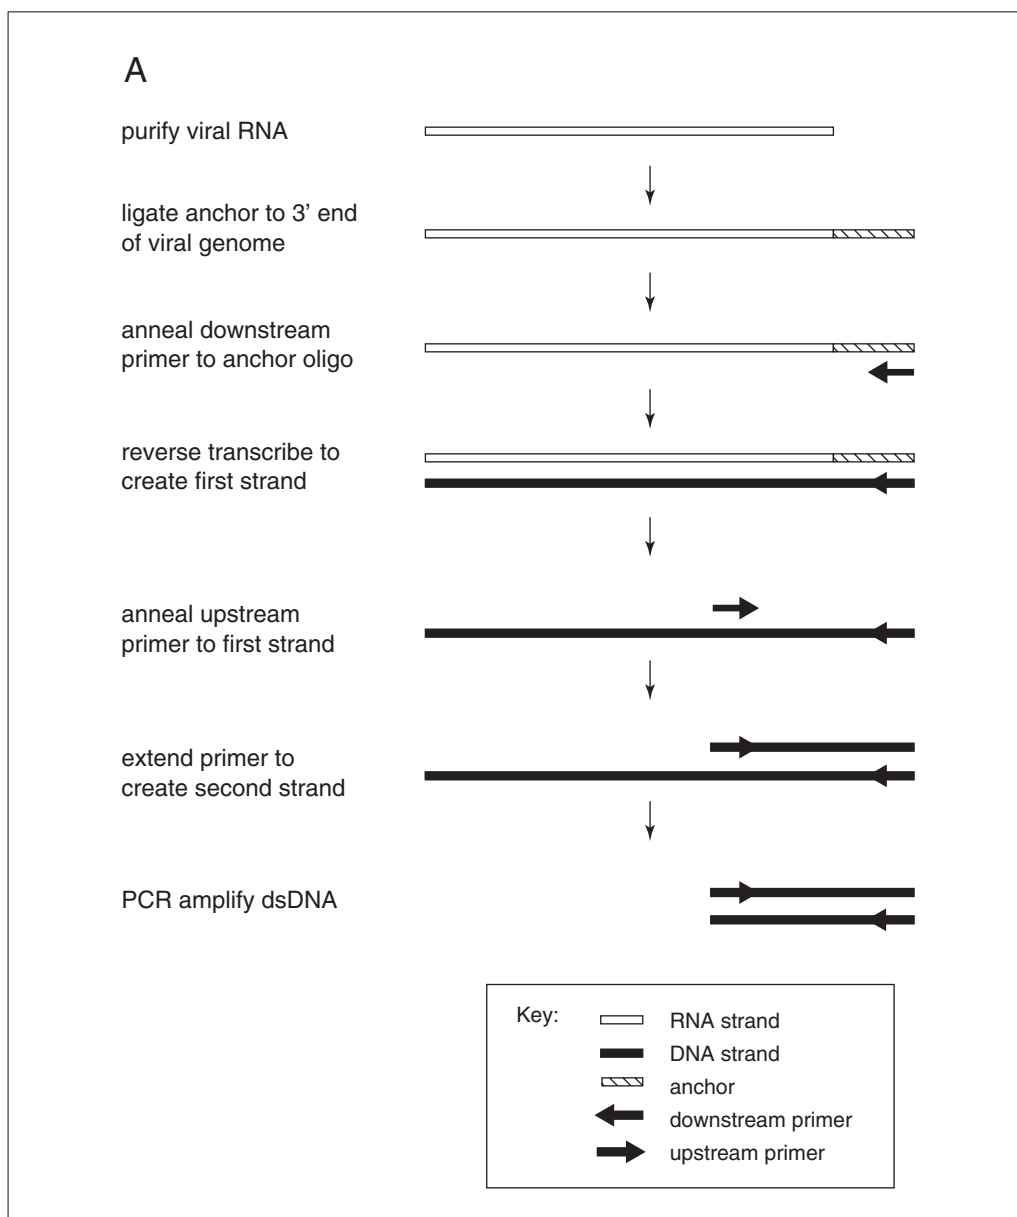 A
purify viral RNA
ligate anchor to 3’ end
of viral genome
anneal downstream
primer to anchor oligo
reverse transcribe to
create first strand
anneal upstream
primer to first strand
extend primer to
create second strand
PCR amplify dsDNA
Key:
RNA strand
DNA strand
anchor
downstream primer
upstream primer